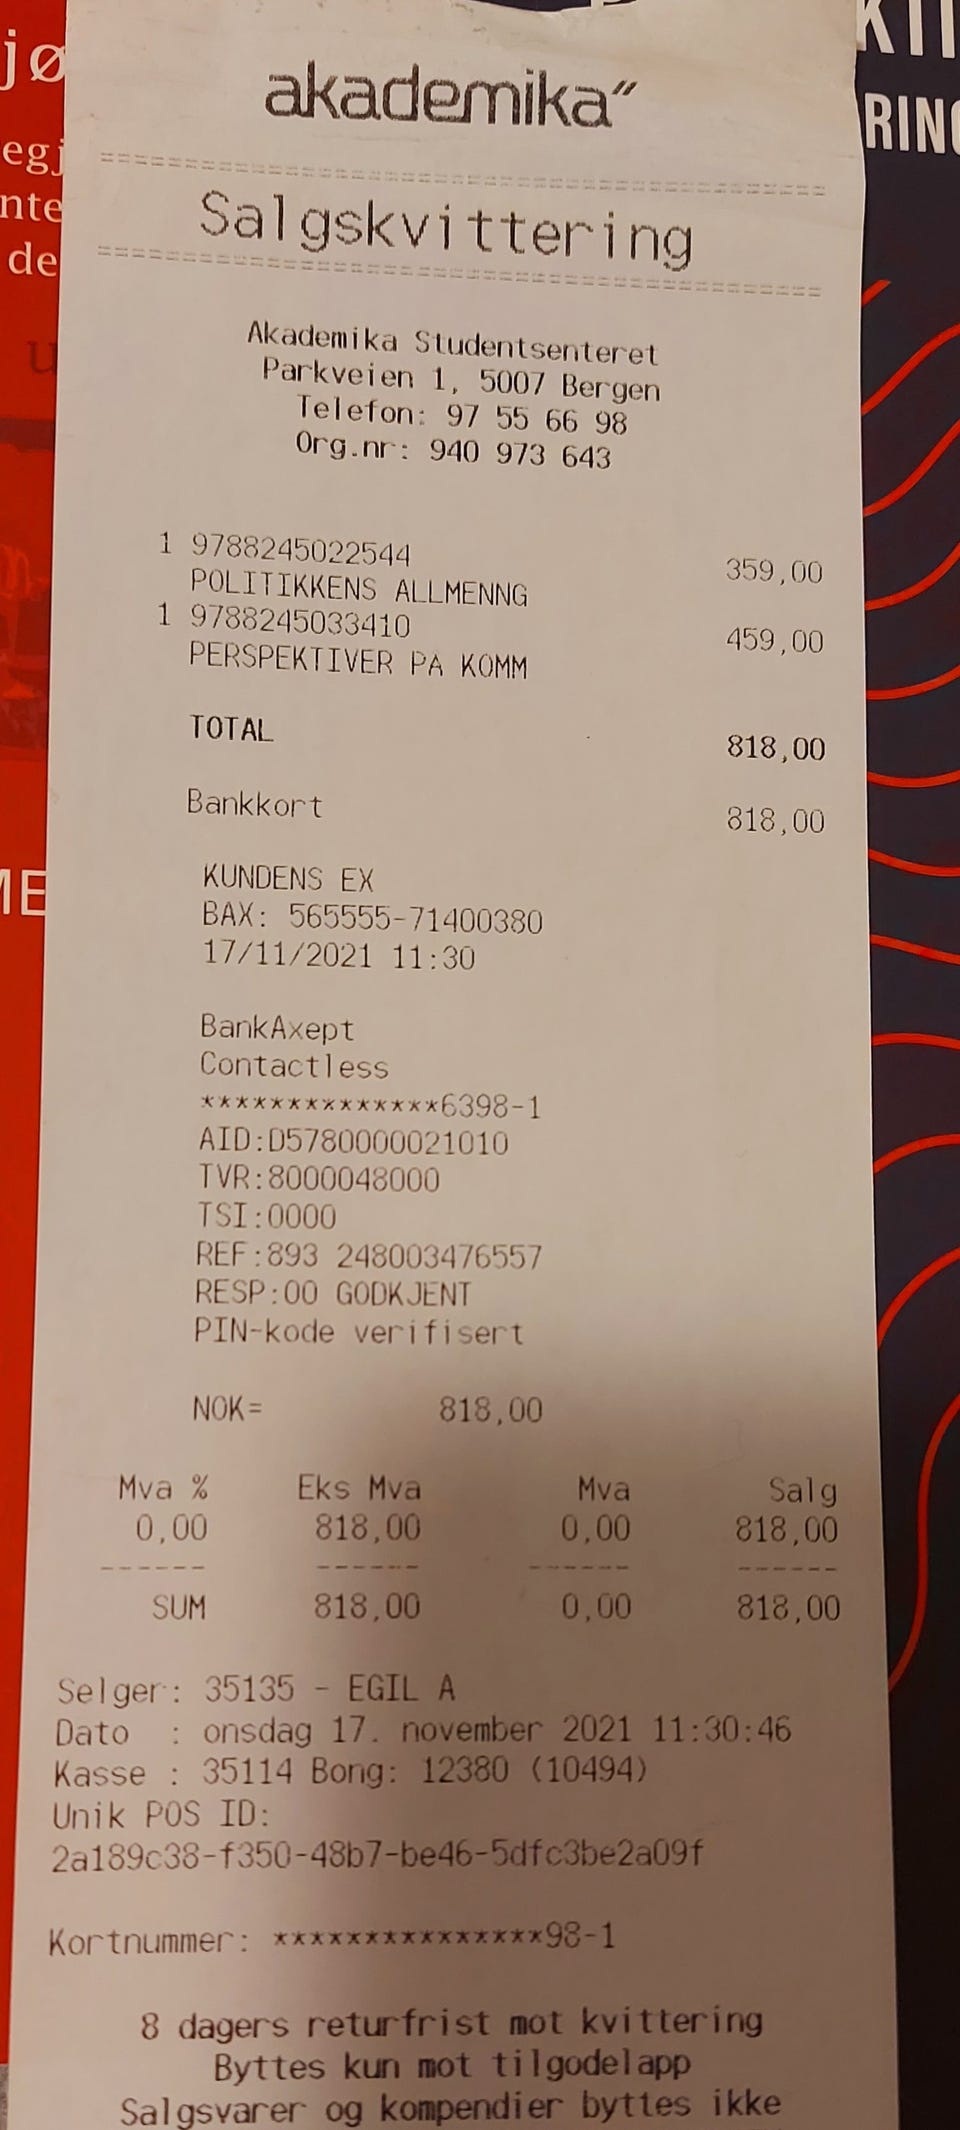 akademika"
==================================================
Salgskvittering
==================================================
Akademika Studentsenteret
Parkveien 1, 5007 Bergen
Telefon: 97 55 66 98
Org.nr: 940 973 643
1 9788245022544 359,00
POLITIKKENS ALLMENNG
1 9788245033410 459,00
PERSPEKTIVER PA KOMM
TOTAL 818,00
Bankkort 818,00
KUNDENS EX
BAX: 565555-71400380
17/11/2021 11:30
BankAxept
Contactless
**************6398-1
AID:D5780000021010
TVR:8000048000
TSI:0000
REF:893 248003476557
RESP:00 GODKJENT
PIN-kode verifisert
NOK= 818,00
Mva % Eks Mva Mva Salg
0,00 818,00 0,00 818,00
------ ------ ------ ------
SUM 818,00 0,00 818,00
Selger: 35135 - EGIL A
Dato : onsdag 17. november 2021 11:30:46
Kasse : 35114 Bong: 12380 (10494)
Unik POS ID:
2a189c38-f350-48b7-be46-5dfc3be2a09f
Kortnummer: ***************98-1
8 dagers returfrist mot kvittering
Byttes kun mot tilgodelapp
Salgsvarer og kompendier byttes ikke